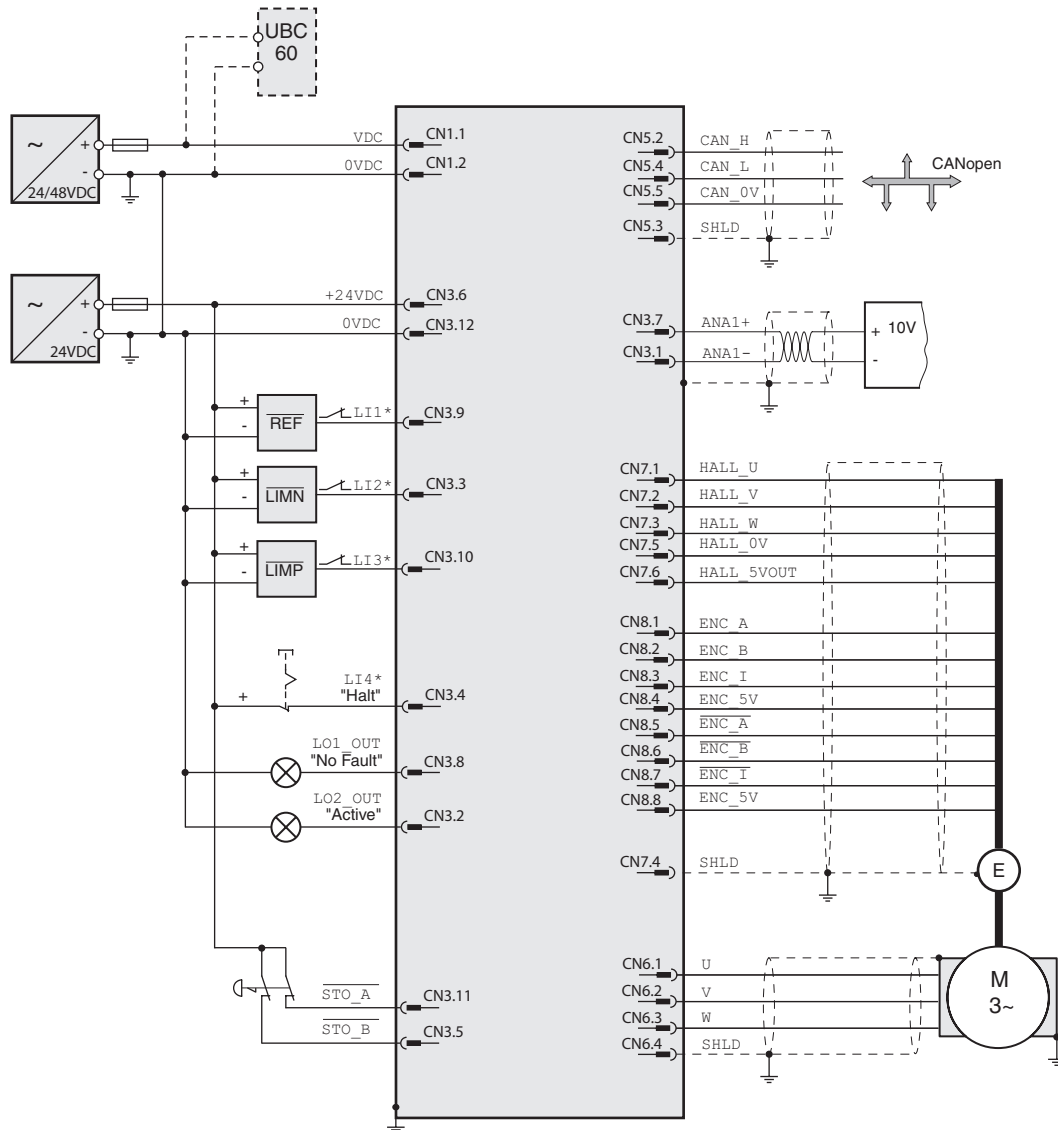 UBC
60
~
+
-
24/48VDC
VDC
CN1.1
0VDC
CN1.2
~
+
-
24VDC
+24VDC
CN3.6
0VDC
CN3.12
+
-
REF
LI1*
CN3.9
+
-
LIMN
LI2*
CN3.3
+
-
LIMP
LI3*
CN3.10
+
LI4*
"Halt"
CN3.4
LO1_OUT
"No Fault"
CN3.8
LO2_OUT
"Active"
CN3.2
STO_A
CN3.11
STO_B
CN3.5
CN5.2
CAN_H
CN5.4
CAN_L
CN5.5
CAN_0V
CN5.3
SHLD
CANopen
CN3.7
ANA1+
CN3.1
ANA1-
+ 10V
-
CN7.1
HALL_U
CN7.2
HALL_V
CN7.3
HALL_W
CN7.5
HALL_0V
CN7.6
HALL_5VOUT
CN8.1
ENC_A
CN8.2
ENC_B
CN8.3
ENC_I
CN8.4
ENC_5V
CN8.5
ENC_A
CN8.6
ENC_B
CN8.7
ENC_I
CN8.8
ENC_5V
CN7.4
SHLD
E
CN6.1
U
CN6.2
V
CN6.3
W
CN6.4
SHLD
M
3~